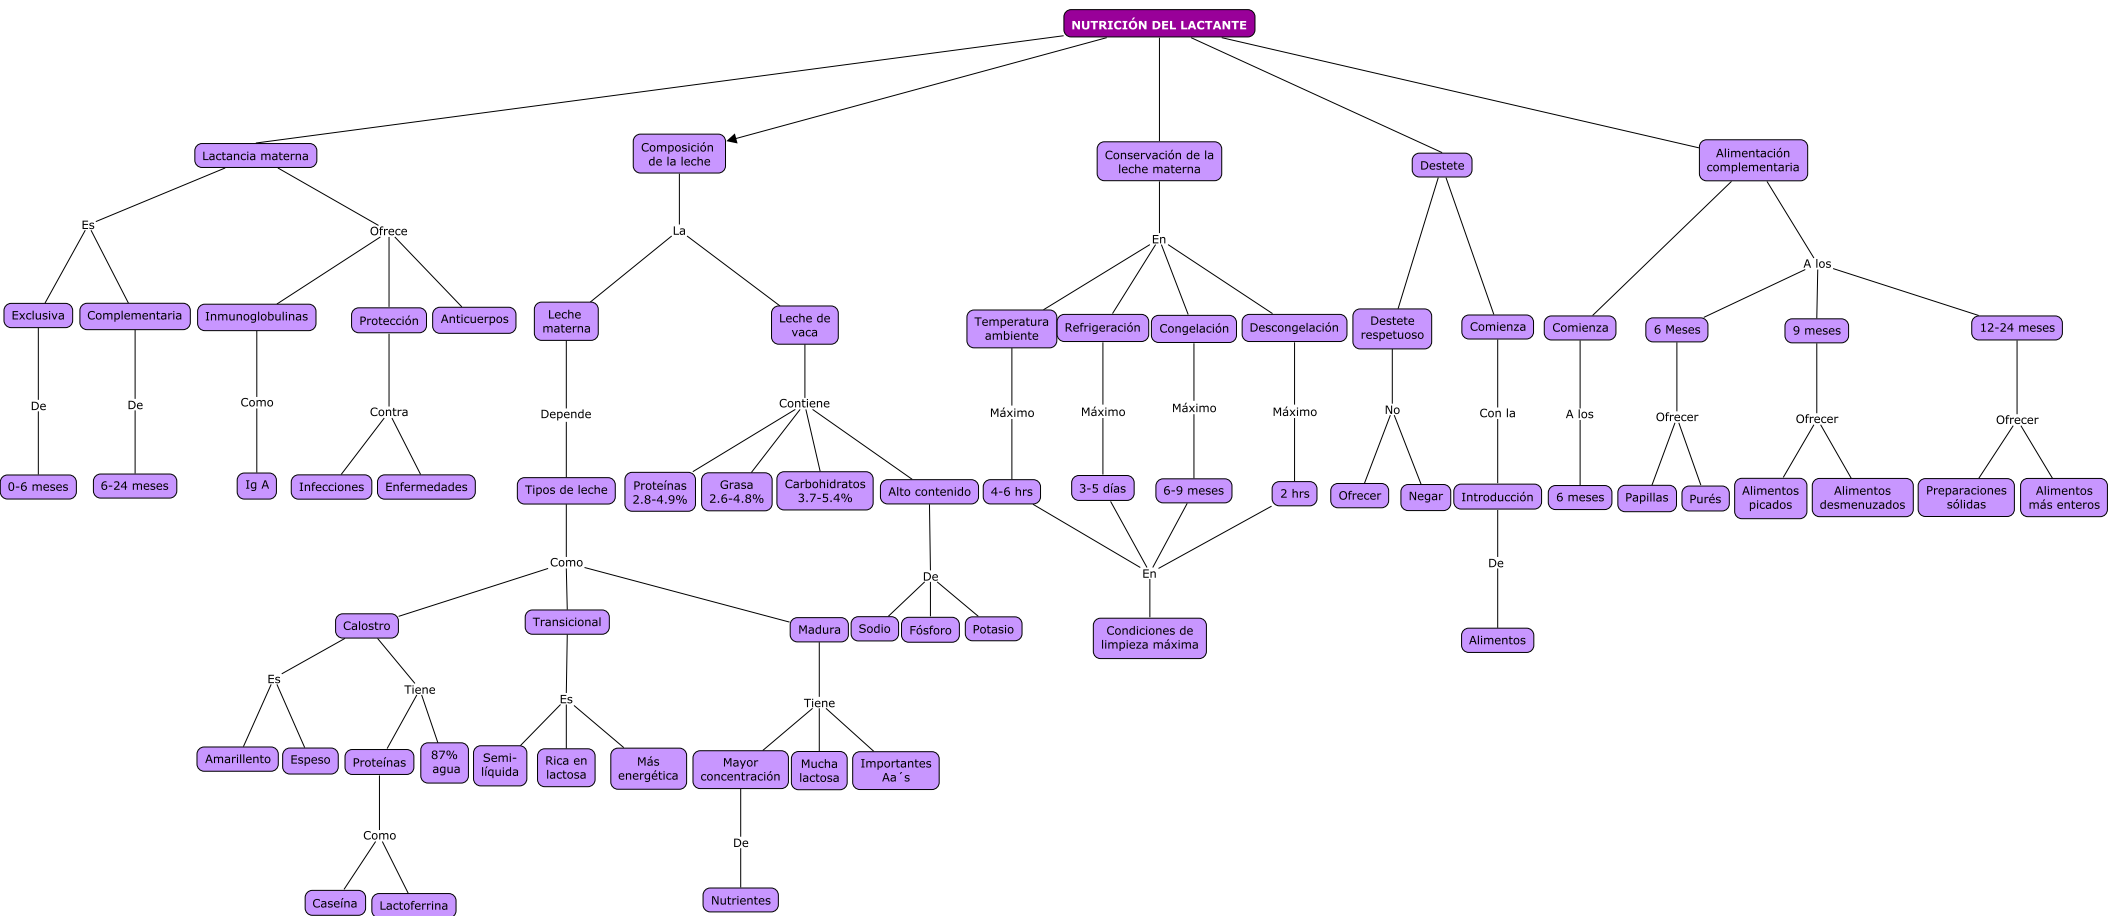 NUTRICIÓN DEL LACTANTE
Lactancia materna
Composición
de la leche
Conservación de la
leche materna
Destete
Alimentación
complementaria
Es
Ofrece
La
En
A los
Exclusiva
Complementaria
Inmunoglobulinas
Protección
Anticuerpos
Leche
materna
Leche de
vaca
Temperatura
ambiente
Refrigeración
Congelación
Descongelación
Destete
respetuoso
Comienza
Comienza
6 Meses
9 meses
12-24 meses
De
De
Como
Contra
Depende
Contiene
Máximo
Máximo
Máximo
Máximo
No
Con la
A los
Ofrecer
Ofrecer
Ofrecer
0-6 meses
6-24 meses
Ig A
Infecciones
Enfermedades
Tipos de leche
Proteínas
2.8-4.9%
Grasa
2.6-4.8%
Carbohidratos
3.7-5.4%
Alto contenido
4-6 hrs
3-5 días
6-9 meses
2 hrs
Ofrecer
Negar
Introducción
6 meses
Papillas
Purés
Alimentos
picados
Alimentos
desmenuzados
Preparaciones
sólidas
Alimentos
más enteros
Como
De
En
De
Calostro
Transicional
Madura
Sodio
Fósforo
Potasio
Condiciones de
limpieza máxima
Alimentos
Es
Tiene
Es
Tiene
Amarillento
Espeso
Proteínas
87%
agua
Semi-
líquida
Rica en
lactosa
Más
energética
Mayor
concentración
Mucha
lactosa
Importantes
Aa´s
Como
De
Caseína
Lactoferrina
Nutrientes